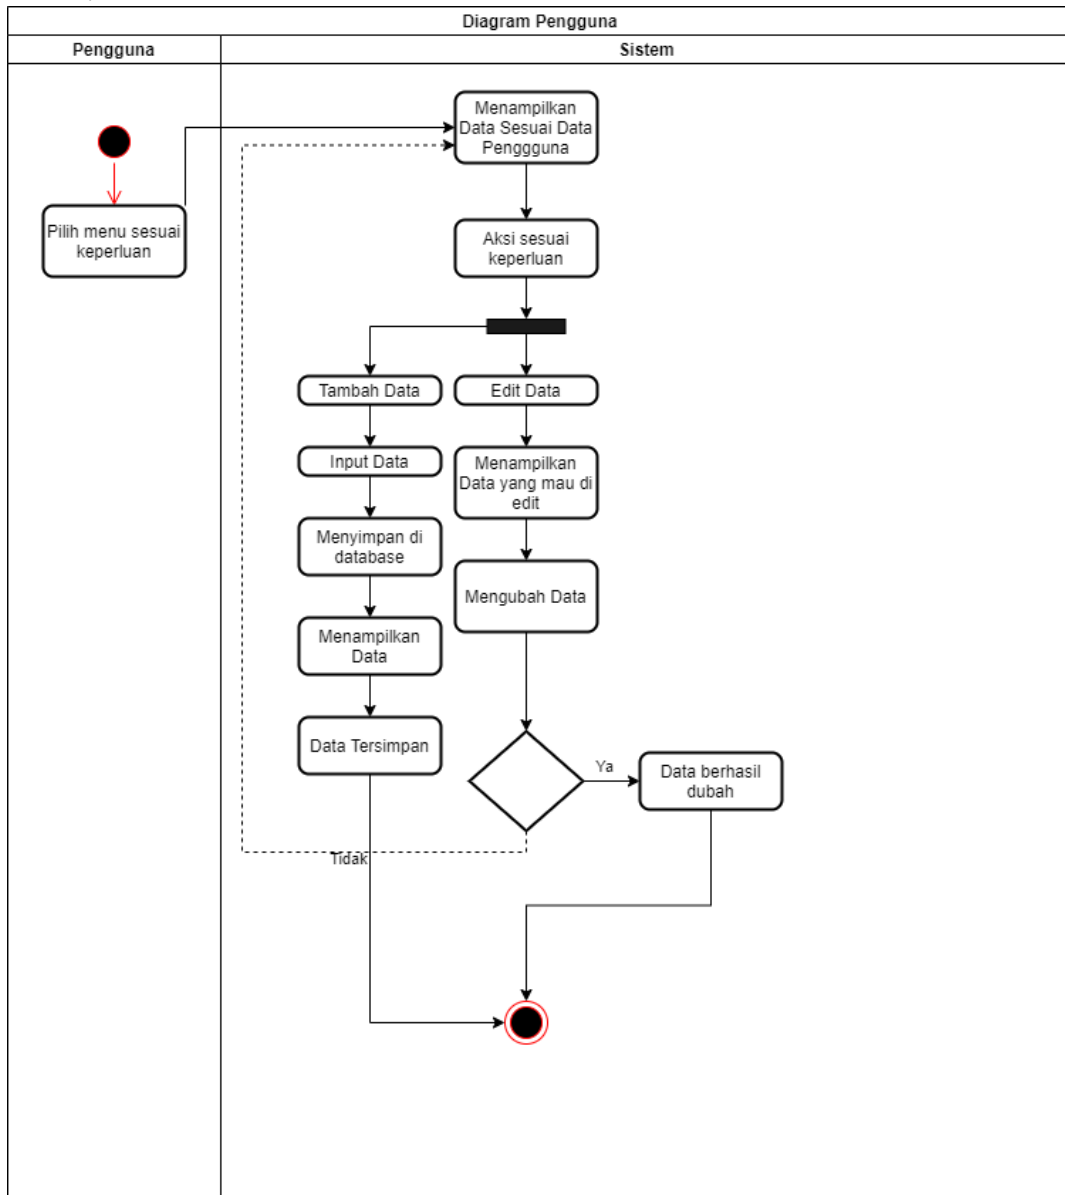 Diagram Pengguna
Pengguna
Sistem
Menampilkan
Data Sesuai Data
Penggguna
Pilih menu sesuai
keperluan
Aksi sesuai
keperluan
Tambah Data
Edit Data
Input Data
Menampilkan
Data yang mau di
edit
Menyimpan di
database
Mengubah Data
Menampilkan
Data
Data Tersimpan
Ya
Data berhasil
dubah
Tidak